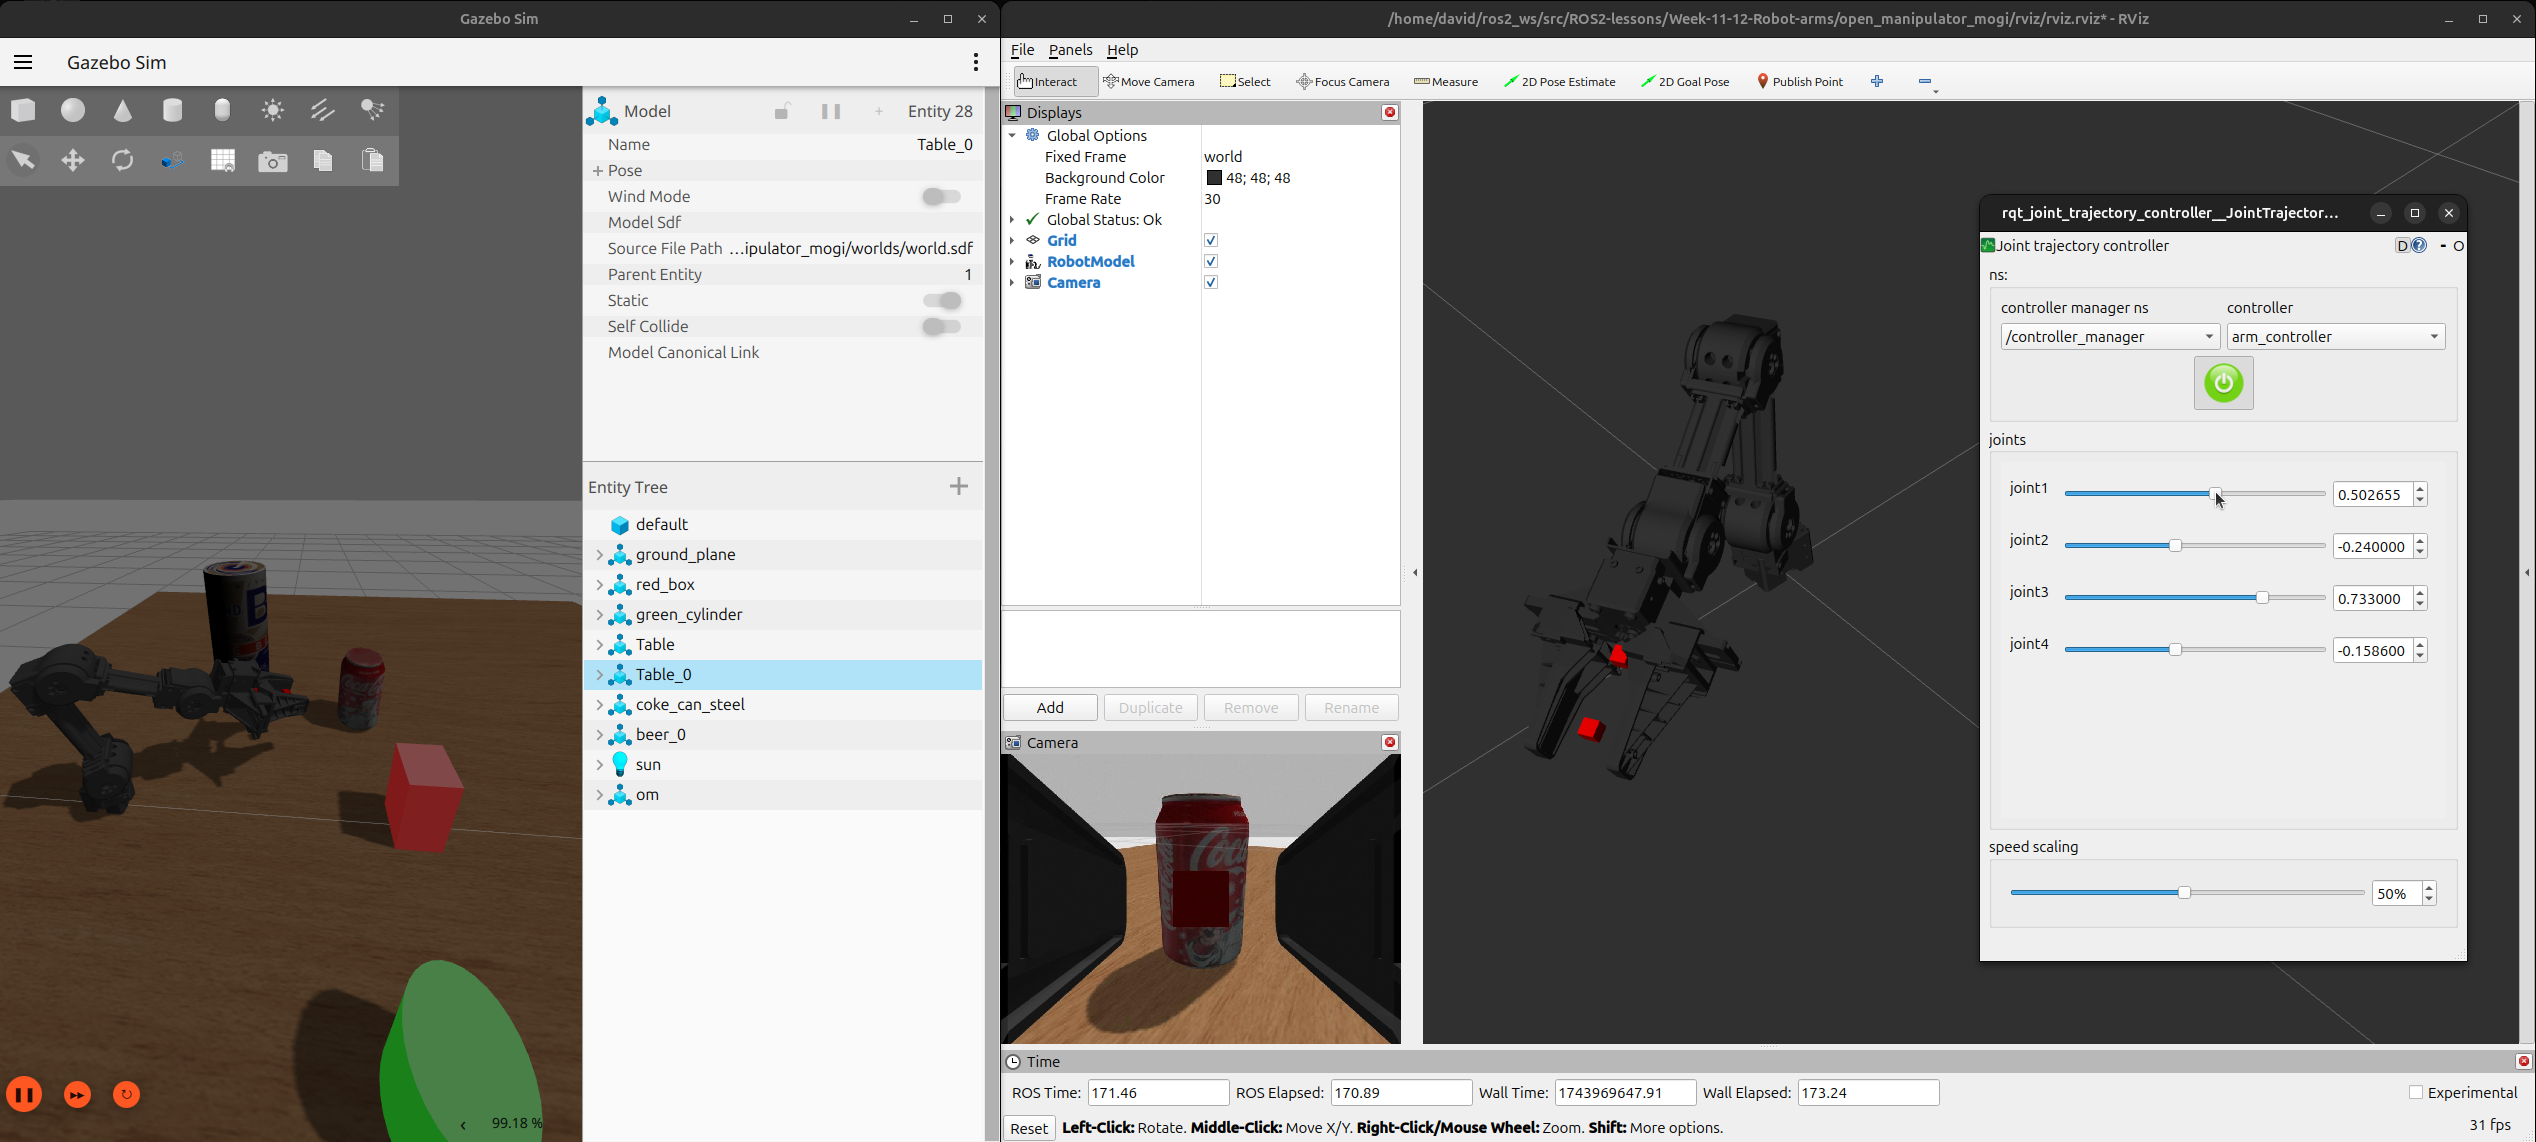 Gazebo Sim
Gazebo Sim
Model
Entity 28
Name
Table_0
Pose
Wind Mode
Model Sdf
Source File Path
...ipulator_mogi/worlds/world.sdf
Parent Entity
1
Static
Self Collide
Model Canonical Link
Entity Tree
default
ground_plane
red_box
green_cylinder
Table
Table_0
coke_can_steel
beer_0
sun
om
99.18 %
/home/david/ros2_ws/src/ROS2-lessons/Week-11-12-Robot-arms/open_manipulator_mogi/rviz/rviz.rviz* - RViz
File Panels Help
Interact Move Camera Select Focus Camera Measure 2D Pose Estimate 2D Goal Pose Publish Point
Displays
Global Options
Fixed Frame world
Background Color 48; 48; 48
Frame Rate 30
Global Status: Ok
Grid
RobotModel
Camera
Add Duplicate Remove Rename
Camera
Coca
rqt_joint_trajectory_controller__JointTrajector...
Joint trajectory controller
D ? - O
ns:
controller manager ns controller
/controller_manager arm_controller
joints
joint1 0.502655
joint2 -0.240000
joint3 0.733000
joint4 -0.158600
speed scaling
50%
Time
ROS Time: 171.46 ROS Elapsed: 170.89 Wall Time: 1743969647.91 Wall Elapsed: 173.24 Experimental
Reset Left-Click: Rotate. Middle-Click: Move X/Y. Right-Click/Mouse Wheel: Zoom. Shift: More options. 31 fps